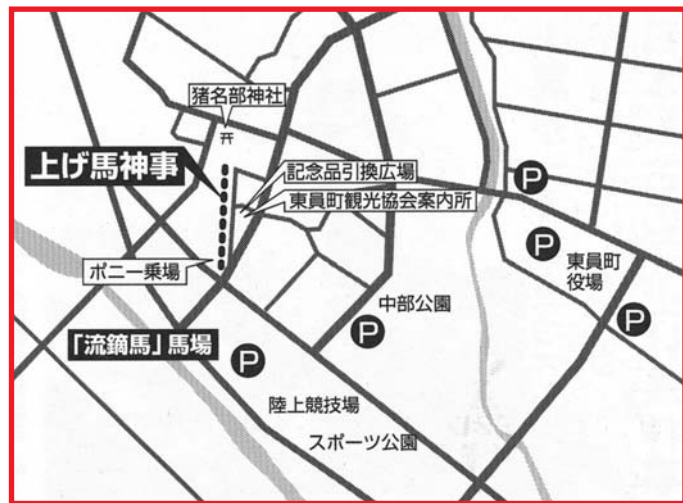 猪名部神社
上げ馬神事
記念品引換広場
東員町観光協会案内所
ポニー乗場
「流鏑馬」馬場
P
P
東員町
役場
P
中部公園
P
P
陸上競技場
スポーツ公園